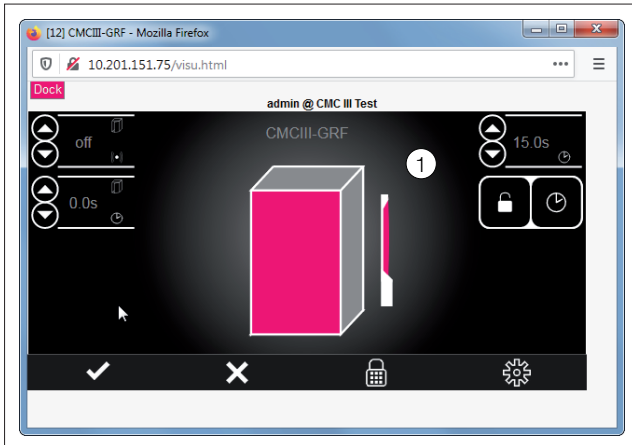 [12] CMCIII-GRF - Mozilla Firefox
10.201.151.75/visu.html
Dock
admin @ CMC III Test
CMCIII-GRF
off
0.0s
1
15.0s